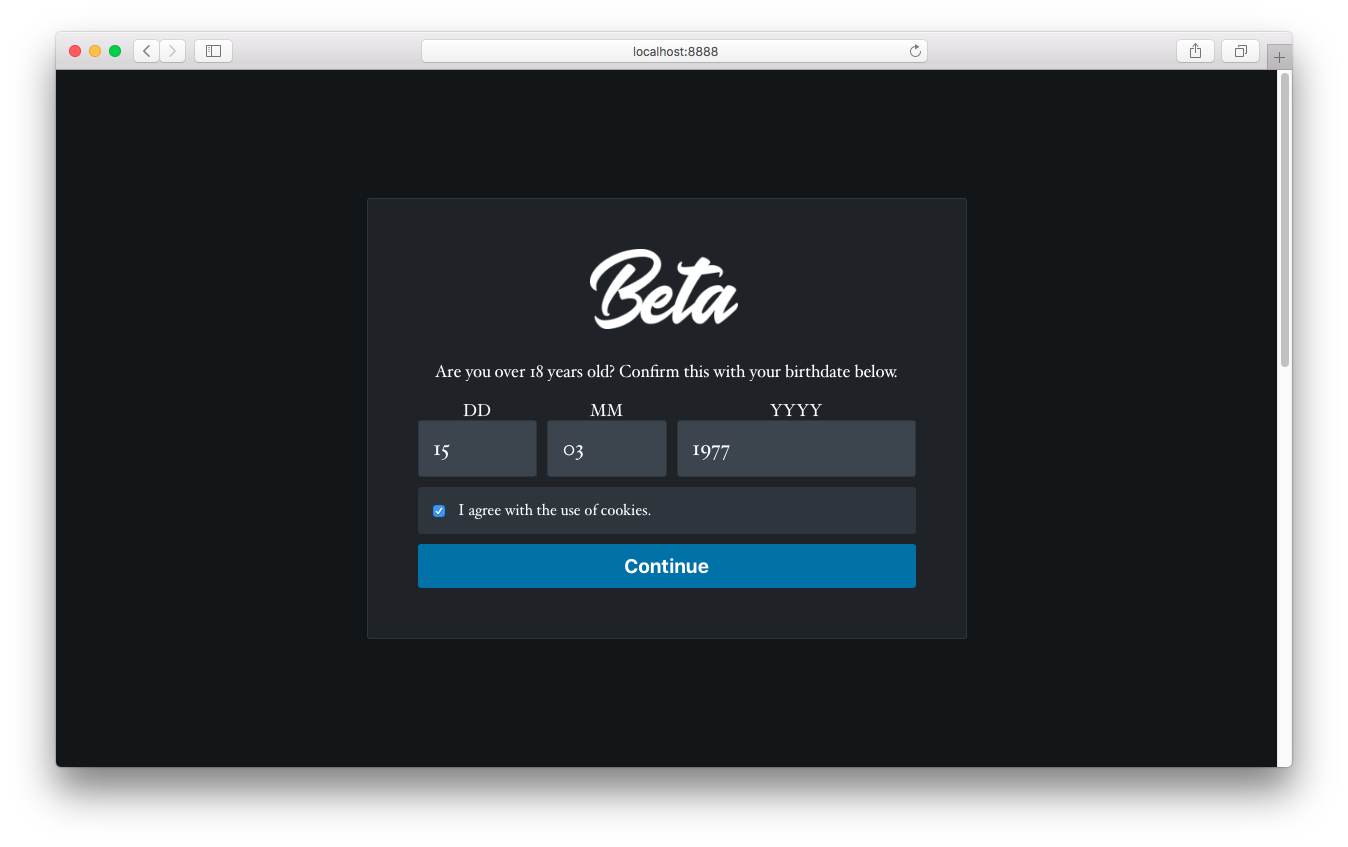 localhost:8888
Beta
Are you over 18 years old? Confirm this with your birthdate below.
DD MM YYYY
15 03 1977
I agree with the use of cookies.
Continue